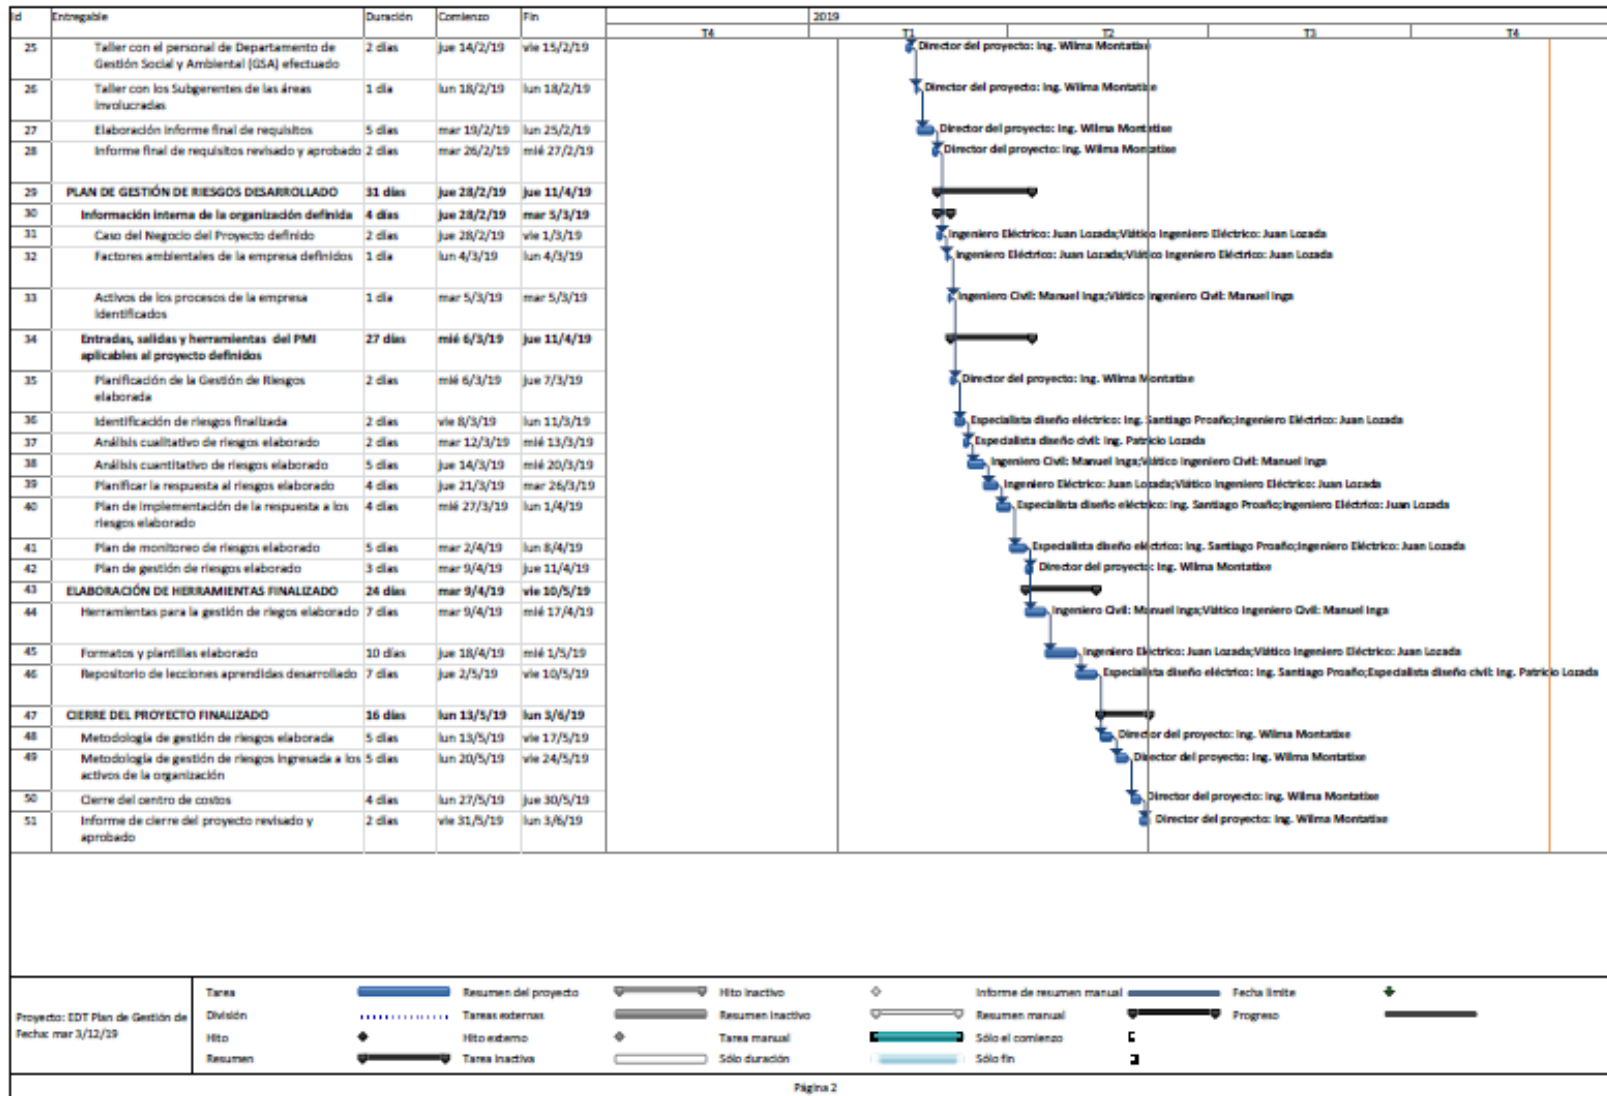 Id Entregable Duración Comienzo Fin 2019
T4 T1 T2 T3 T4
25 Taller con el personal de Departamento de 2 días jue 14/2/19 vie 15/2/19 Director del proyecto: Ing. Wilma Montatixe
Gestión Social y Ambiental (GSA) efectuado
26 Taller con los Subgerentes de las áreas 1 día lun 18/2/19 lun 18/2/19 Director del proyecto: Ing. Wilma Montatixe
Involucradas
27 Elaboración informe final de requisitos 5 días mar 19/2/19 lun 25/2/19 Director del proyecto: Ing. Wilma Montatixe
28 Informe final de requisitos revisado y aprobado 2 días mar 26/2/19 mié 27/2/19 Director del proyecto: Ing. Wilma Montatixe
29 PLAN DE GESTIÓN DE RIESGOS DESARROLLADO 31 días jue 28/2/19 jue 11/4/19
30 Información interna de la organización definida 4 días jue 28/2/19 mar 5/3/19
31 Caso del Negocio del Proyecto definido 2 días jue 28/2/19 vie 1/3/19 Ingeniero Eléctrico: Juan Lozada;Viático Ingeniero Eléctrico: Juan Lozada
32 Factores ambientales de la empresa definidos 1 día lun 4/3/19 lun 4/3/19 Ingeniero Eléctrico: Juan Lozada;Viático Ingeniero Eléctrico: Juan Lozada
33 Activos de los procesos de la empresa 1 día mar 5/3/19 mar 5/3/19 Ingeniero Civil: Manuel Inga;Viático Ingeniero Civil: Manuel Inga
Identificados
34 Entradas, salidas y herramientas del PMI 27 días mié 6/3/19 jue 11/4/19
aplicables al proyecto definidos
35 Planificación de la Gestión de Riesgos 2 días mié 6/3/19 jue 7/3/19 Director del proyecto: Ing. Wilma Montatixe
elaborada
36 Identificación de riesgos finalizada 2 días vie 8/3/19 lun 11/3/19 Especialista diseño eléctrico: Ing. Santiago Proaño;Ingeniero Eléctrico: Juan Lozada
37 Análisis cualitativo de riesgos elaborado 2 días mar 12/3/19 mié 13/3/19 Especialista diseño civil: Ing. Patricio Lozada
38 Análisis cuantitativo de riesgos elaborado 5 días jue 14/3/19 mié 20/3/19 Ingeniero Civil: Manuel Inga;Viático Ingeniero Civil: Manuel Inga
39 Planificar la respuesta al riesgos elaborado 4 días jue 21/3/19 mar 26/3/19 Ingeniero Eléctrico: Juan Lozada;Viático Ingeniero Eléctrico: Juan Lozada
40 Plan de implementación de la respuesta a los 4 días mié 27/3/19 lun 1/4/19 Especialista diseño eléctrico: Ing. Santiago Proaño;Ingeniero Eléctrico: Juan Lozada
riesgos elaborado
41 Plan de monitoreo de riesgos elaborado 5 días mar 2/4/19 lun 8/4/19 Especialista diseño eléctrico: Ing. Santiago Proaño;Ingeniero Eléctrico: Juan Lozada
42 Plan de gestión de riesgos elaborado 3 días mar 9/4/19 jue 11/4/19 Director del proyecto: Ing. Wilma Montatixe
43 ELABORACIÓN DE HERRAMIENTAS FINALIZADO 24 días mar 9/4/19 vie 10/5/19
44 Herramientas para la gestión de riegos elaborado 7 días mar 9/4/19 mié 17/4/19 Ingeniero Civil: Manuel Inga;Viático Ingeniero Civil: Manuel Inga
45 Formatos y plantillas elaborado 10 días jue 18/4/19 mié 1/5/19 Ingeniero Eléctrico: Juan Lozada;Viático Ingeniero Eléctrico: Juan Lozada
46 Repositorio de lecciones aprendidas desarrollado 7 días jue 2/5/19 vie 10/5/19 Especialista diseño eléctrico: Ing. Santiago Proaño;Especialista diseño civil: Ing. Patricio Lozada
47 CIERRE DEL PROYECTO FINALIZADO 16 días lun 13/5/19 lun 3/6/19
48 Metodología de gestión de riesgos elaborada 5 días lun 13/5/19 vie 17/5/19 Director del proyecto: Ing. Wilma Montatixe
49 Metodología de gestión de riesgos ingresada a los 5 días lun 20/5/19 vie 24/5/19 Director del proyecto: Ing. Wilma Montatixe
activos de la organización
50 Cierre del centro de costos 4 días lun 27/5/19 jue 30/5/19 Director del proyecto: Ing. Wilma Montatixe
51 Informe de cierre del proyecto revisado y 2 días vie 31/5/19 lun 3/6/19 Director del proyecto: Ing. Wilma Montatixe
aprobado
Proyecto: EDT Plan de Gestión de
Fecha: mar 3/12/19
Tarea Resumen del proyecto Hito inactivo Informe de resumen manual Fecha límite
División Tareas externas Resumen inactivo Resumen manual Progreso
Hito Hito externo Tarea manual Sólo el comienzo
Resumen Tarea inactiva Sólo duración Sólo fin
Página 2